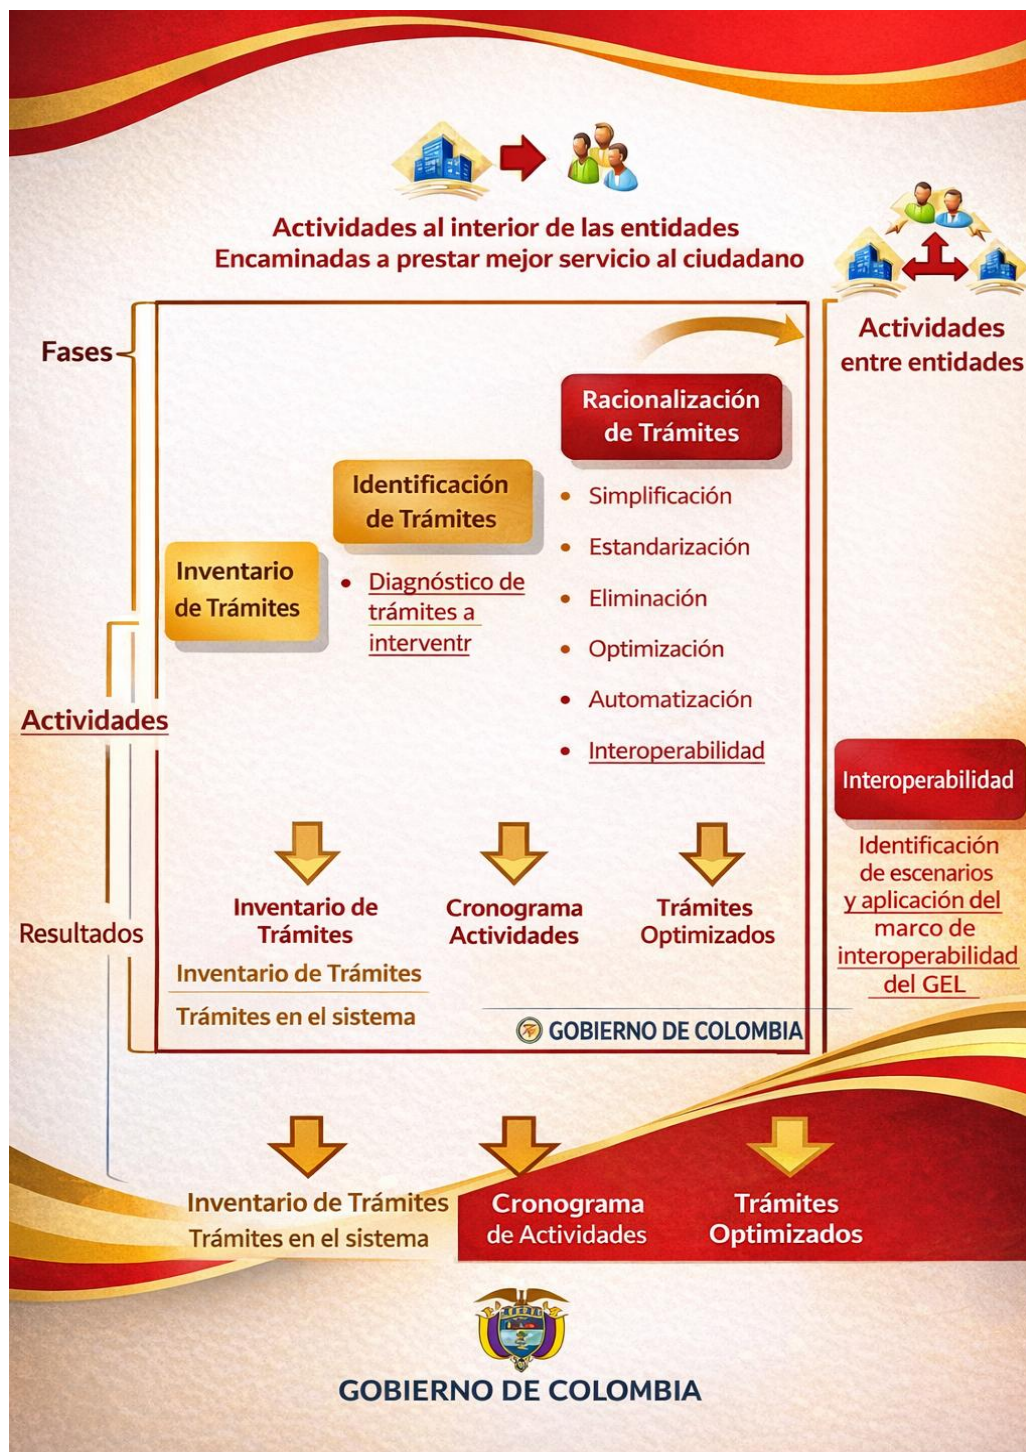 Actividades al interior de las entidades
Encaminadas a prestar mejor servicio al ciudadano
Actividades
entre entidades
Fases
Racionalización
de Trámites
Identificación
de Trámites
Inventario
de Trámites
• Diagnóstico de
trámites a
interventr
• Simplificación
• Estandarización
• Eliminación
• Optimización
• Automatización
• Interoperabilidad
Actividades
Interoperabilidad
Identificación
de escenarios
y aplicación del
marco de
interoperabilidad
del GEL
Resultados
Inventario de
Trámites
Cronograma
Actividades
Trámites
Optimizados
Inventario de Trámites
Trámites en el sistema
GOBIERNO DE COLOMBIA
Inventario de Trámites
Trámites en el sistema
Cronograma
de Actividades
Trámites
Optimizados
GOBIERNO DE COLOMBIA